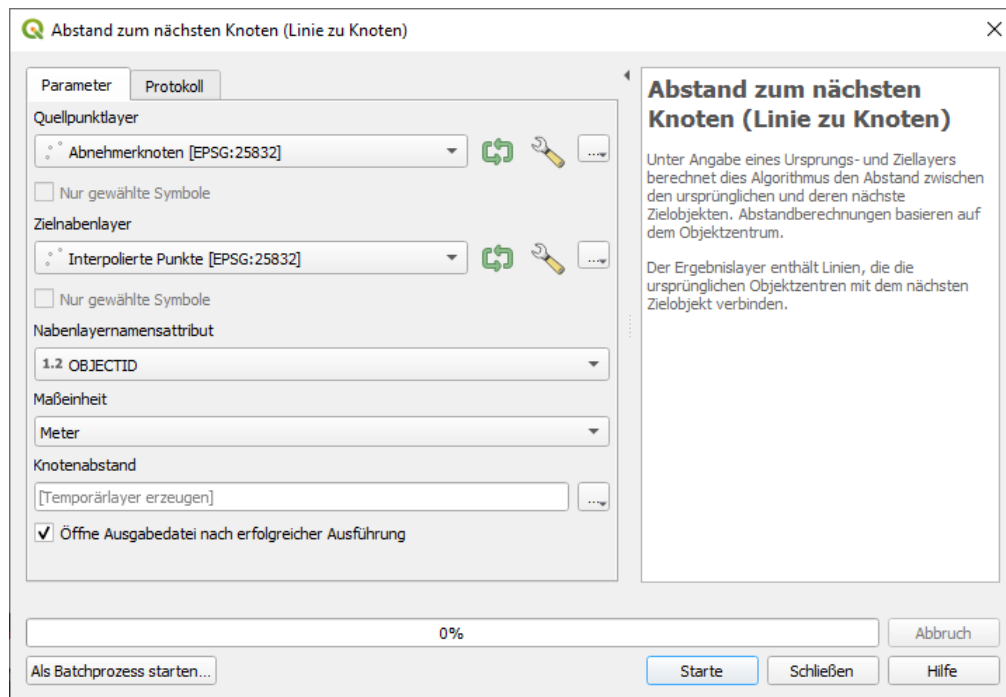 Abstand zum nächsten Knoten (Linie zu Knoten)
Parameter
Protokoll
Quellpunktlayer
Abnehmerknoten [EPSG:25832]
...
Nur gewählte Symbole
Zielnabenlayer
Interpolierte Punkte [EPSG:25832]
...
Nur gewählte Symbole
Nabenlayernamensattribut
1.2 OBJECTID
Maßeinheit
Meter
Knotenabstand
[Temporärlayer erzeugen]
...
Öffne Ausgabedatei nach erfolgreicher Ausführung
Abstand zum nächsten
Knoten (Linie zu Knoten)
Unter Angabe eines Ursprungs- und Ziellayers
berechnet dies Algorithmus den Abstand zwischen
den ursprünglichen und deren nächste
Zielobjekten. Abstandberechnungen basieren auf
dem Objektzentrum.
Der Ergebnislayer enthält Linien, die die
ursprünglichen Objektzentren mit dem nächsten
Zielobjekt verbinden.
0%
Abbruch
Als Batchprozess starten...
Starte
Schließen
Hilfe